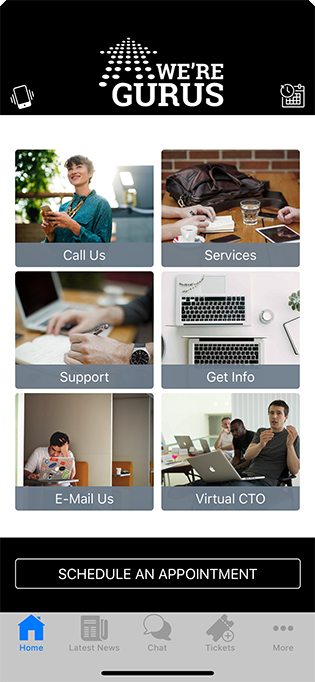 WE'RE
GURUS
Call Us
Services
Support
Get Info
E-Mail Us
Virtual CTO
SCHEDULE AN APPOINTMENT
Home
Latest News
Chat
Tickets
More